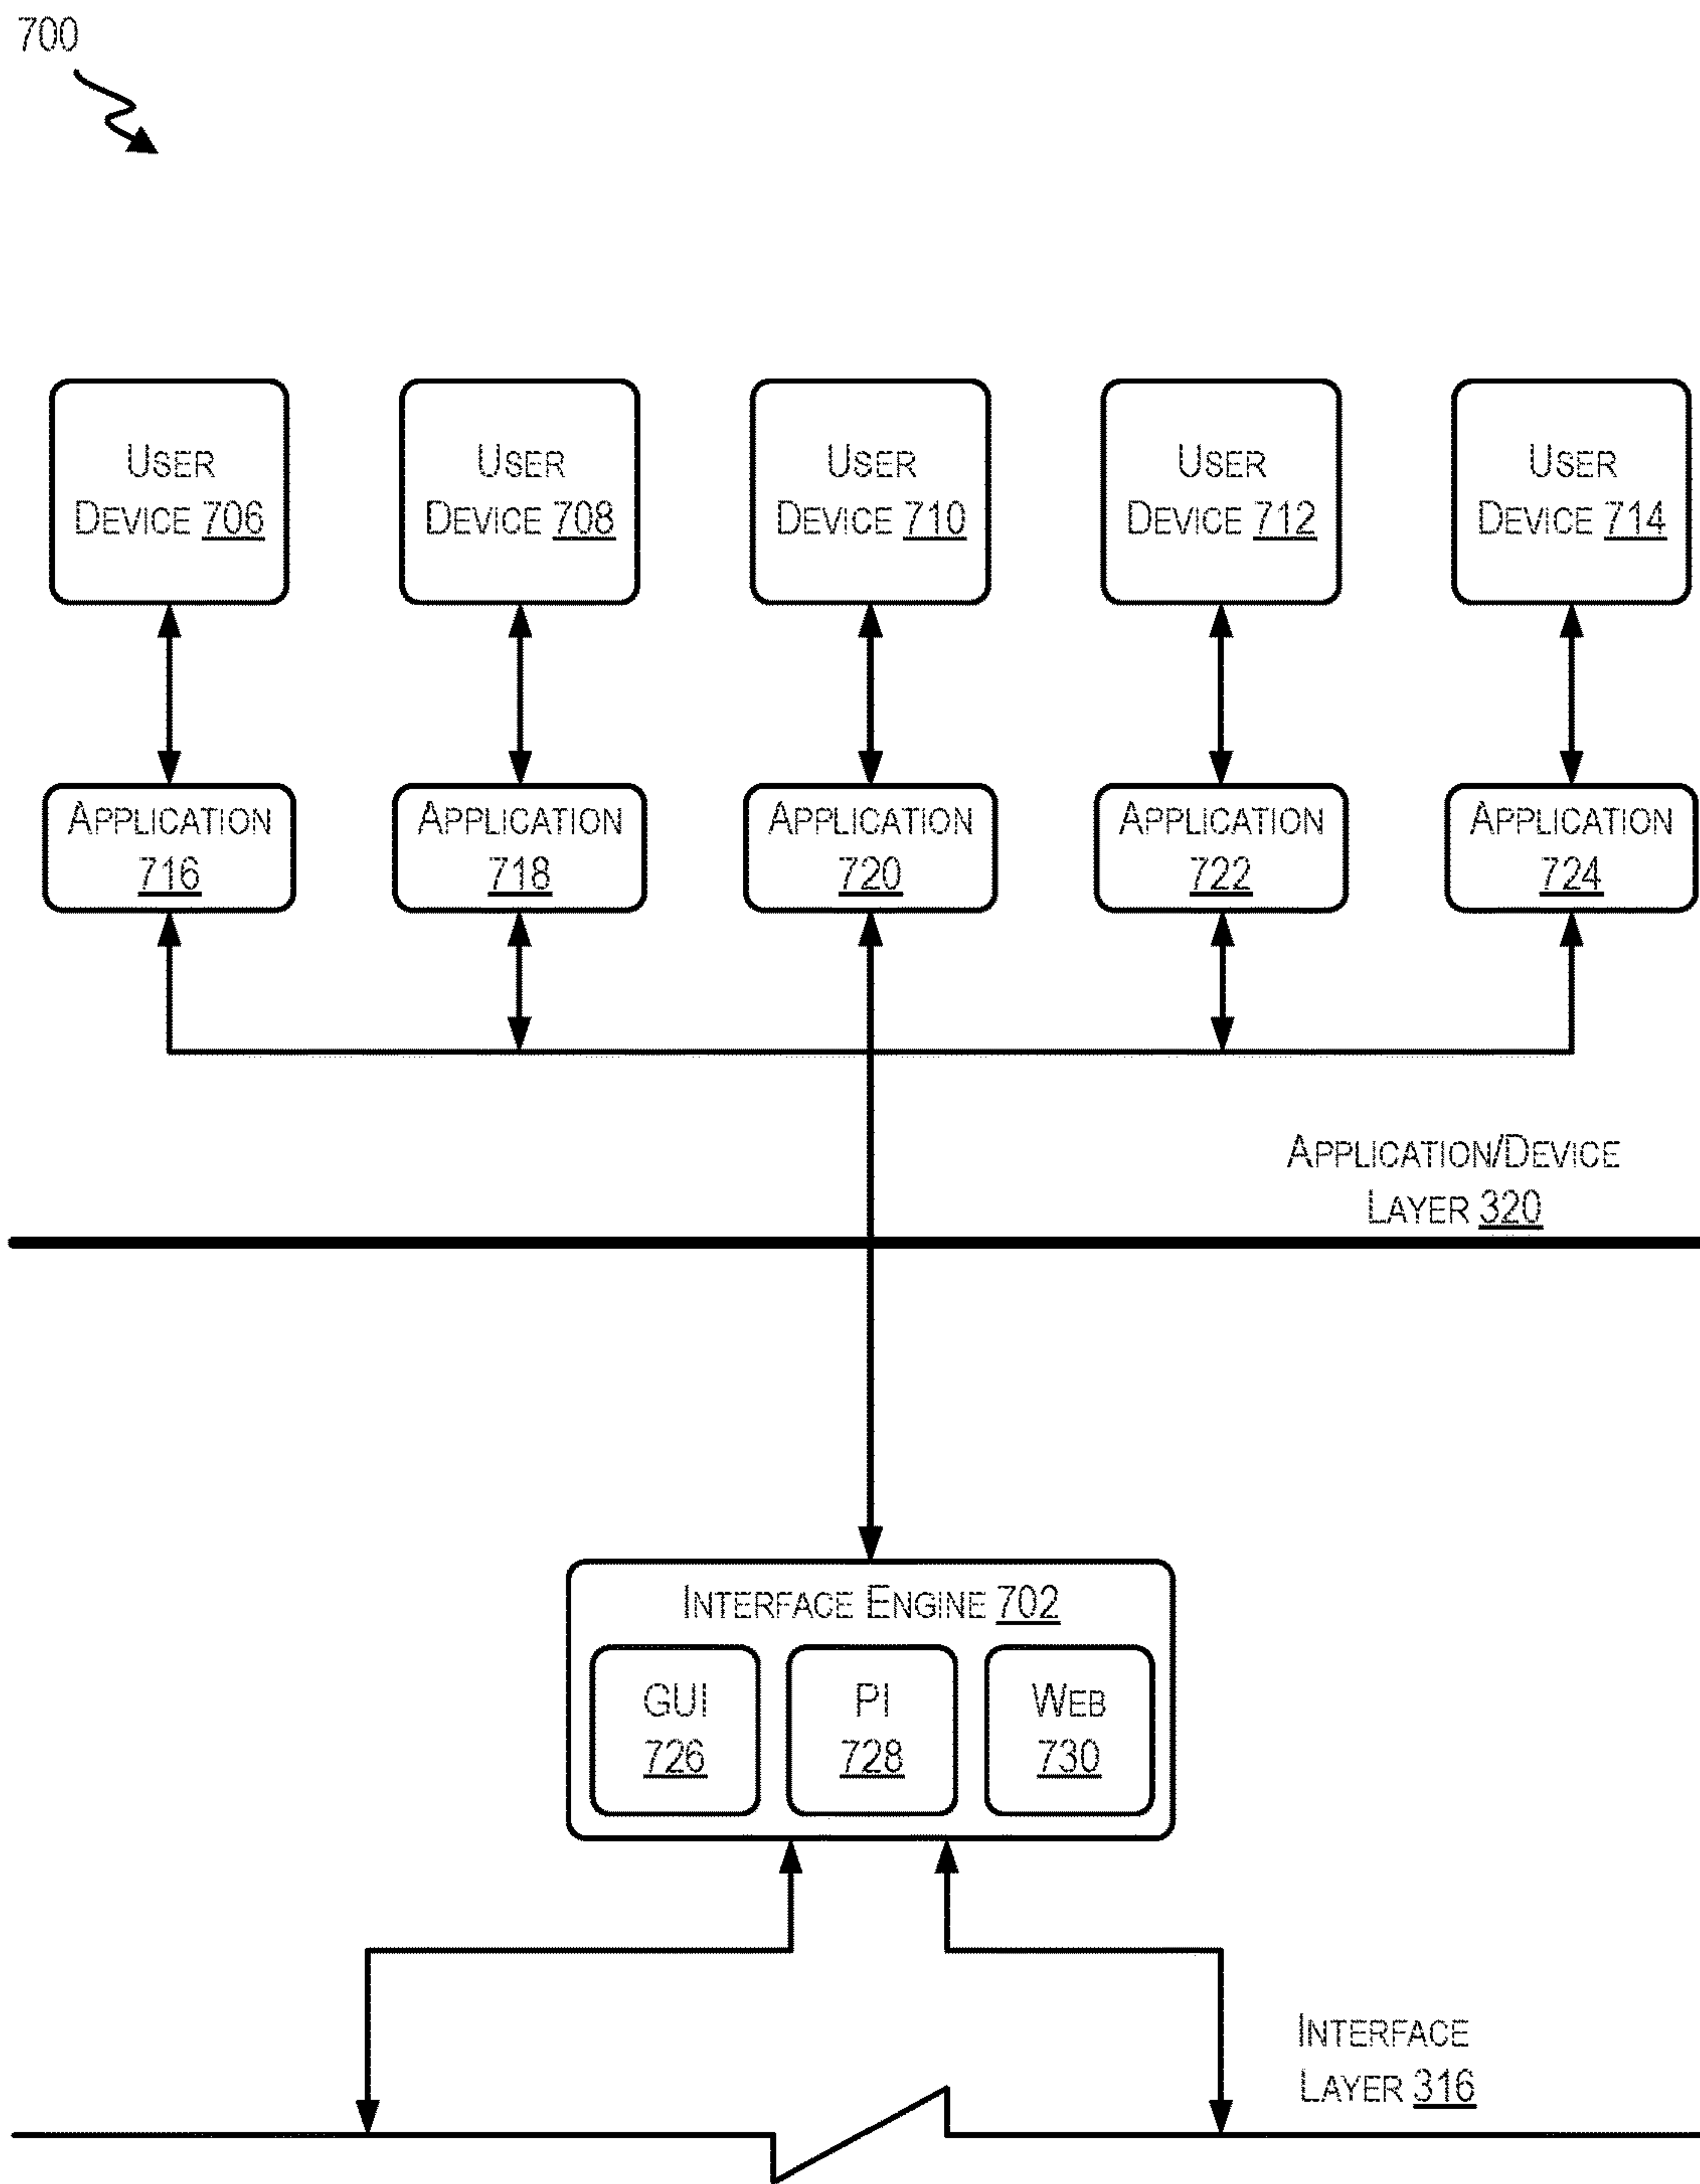 700
User
Device 706
User
Device 708
User
Device 710
User
Device 712
User
Device 714
Application
716
Application
718
Application
720
Application
722
Application
724
Application/Device
Layer 320
Interface Engine 702
GUI
726
PI
728
Web
730
Interface
Layer 316